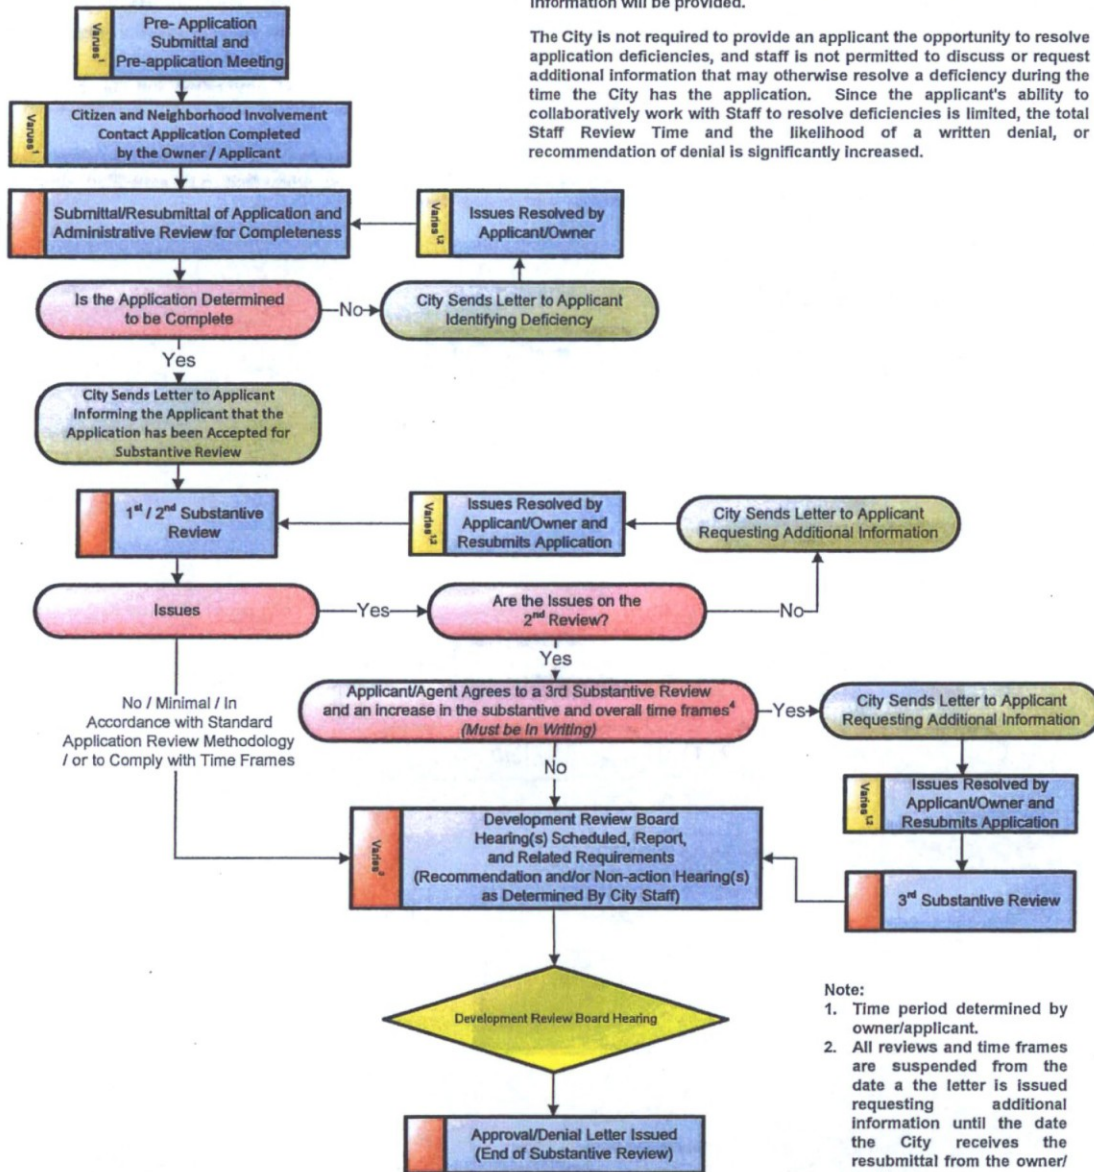 Information will be provided.
The City is not required to provide an applicant the opportunity to resolve
application deficiencies, and staff is not permitted to discuss or request
additional information that may otherwise resolve a deficiency during the
time the City has the application. Since the applicant's ability to
collaboratively work with Staff to resolve deficiencies is limited, the total
Staff Review Time and the likelihood of a written denial, or
recommendation of denial is significantly increased.
Varies¹
Pre- Application
Submittal and
Pre-application Meeting
Varies¹
Citizen and Neighborhood Involvement
Contact Application Completed
by the Owner / Applicant
Submittal/Resubmittal of Application and
Administrative Review for Completeness
Varies¹,²
Issues Resolved by
Applicant/Owner
Is the Application Determined
to be Complete
No
City Sends Letter to Applicant
Identifying Deficiency
Yes
City Sends Letter to Applicant
Informing the Applicant that the
Application has been Accepted for
Substantive Review
1st / 2nd Substantive
Review
Varies¹,²
Issues Resolved by
Applicant/Owner and
Resubmits Application
City Sends Letter to Applicant
Requesting Additional Information
Issues
Yes
Are the Issues on the
2nd Review?
No
Yes
No / Minimal / In
Accordance with Standard
Application Review Methodology
/ or to Comply with Time Frames
Applicant/Agent Agrees to a 3rd Substantive Review
and an increase in the substantive and overall time frames⁴
(Must be In Writing)
Yes
City Sends Letter to Applicant
Requesting Additional Information
No
Varies¹,²
Issues Resolved by
Applicant/Owner and
Resubmits Application
Varies
Development Review Board
Hearing(s) Scheduled, Report,
and Related Requirements
(Recommendation and/or Non-action Hearing(s)
as Determined By City Staff)
3rd Substantive Review
Development Review Board Hearing
Approval/Denial Letter Issued
(End of Substantive Review)
Note:
1. Time period determined by
owner/applicant.
2. All reviews and time frames
are suspended from the
date a the letter is issued
requesting additional
information until the date
the City receives the
resubmittal from the owner/